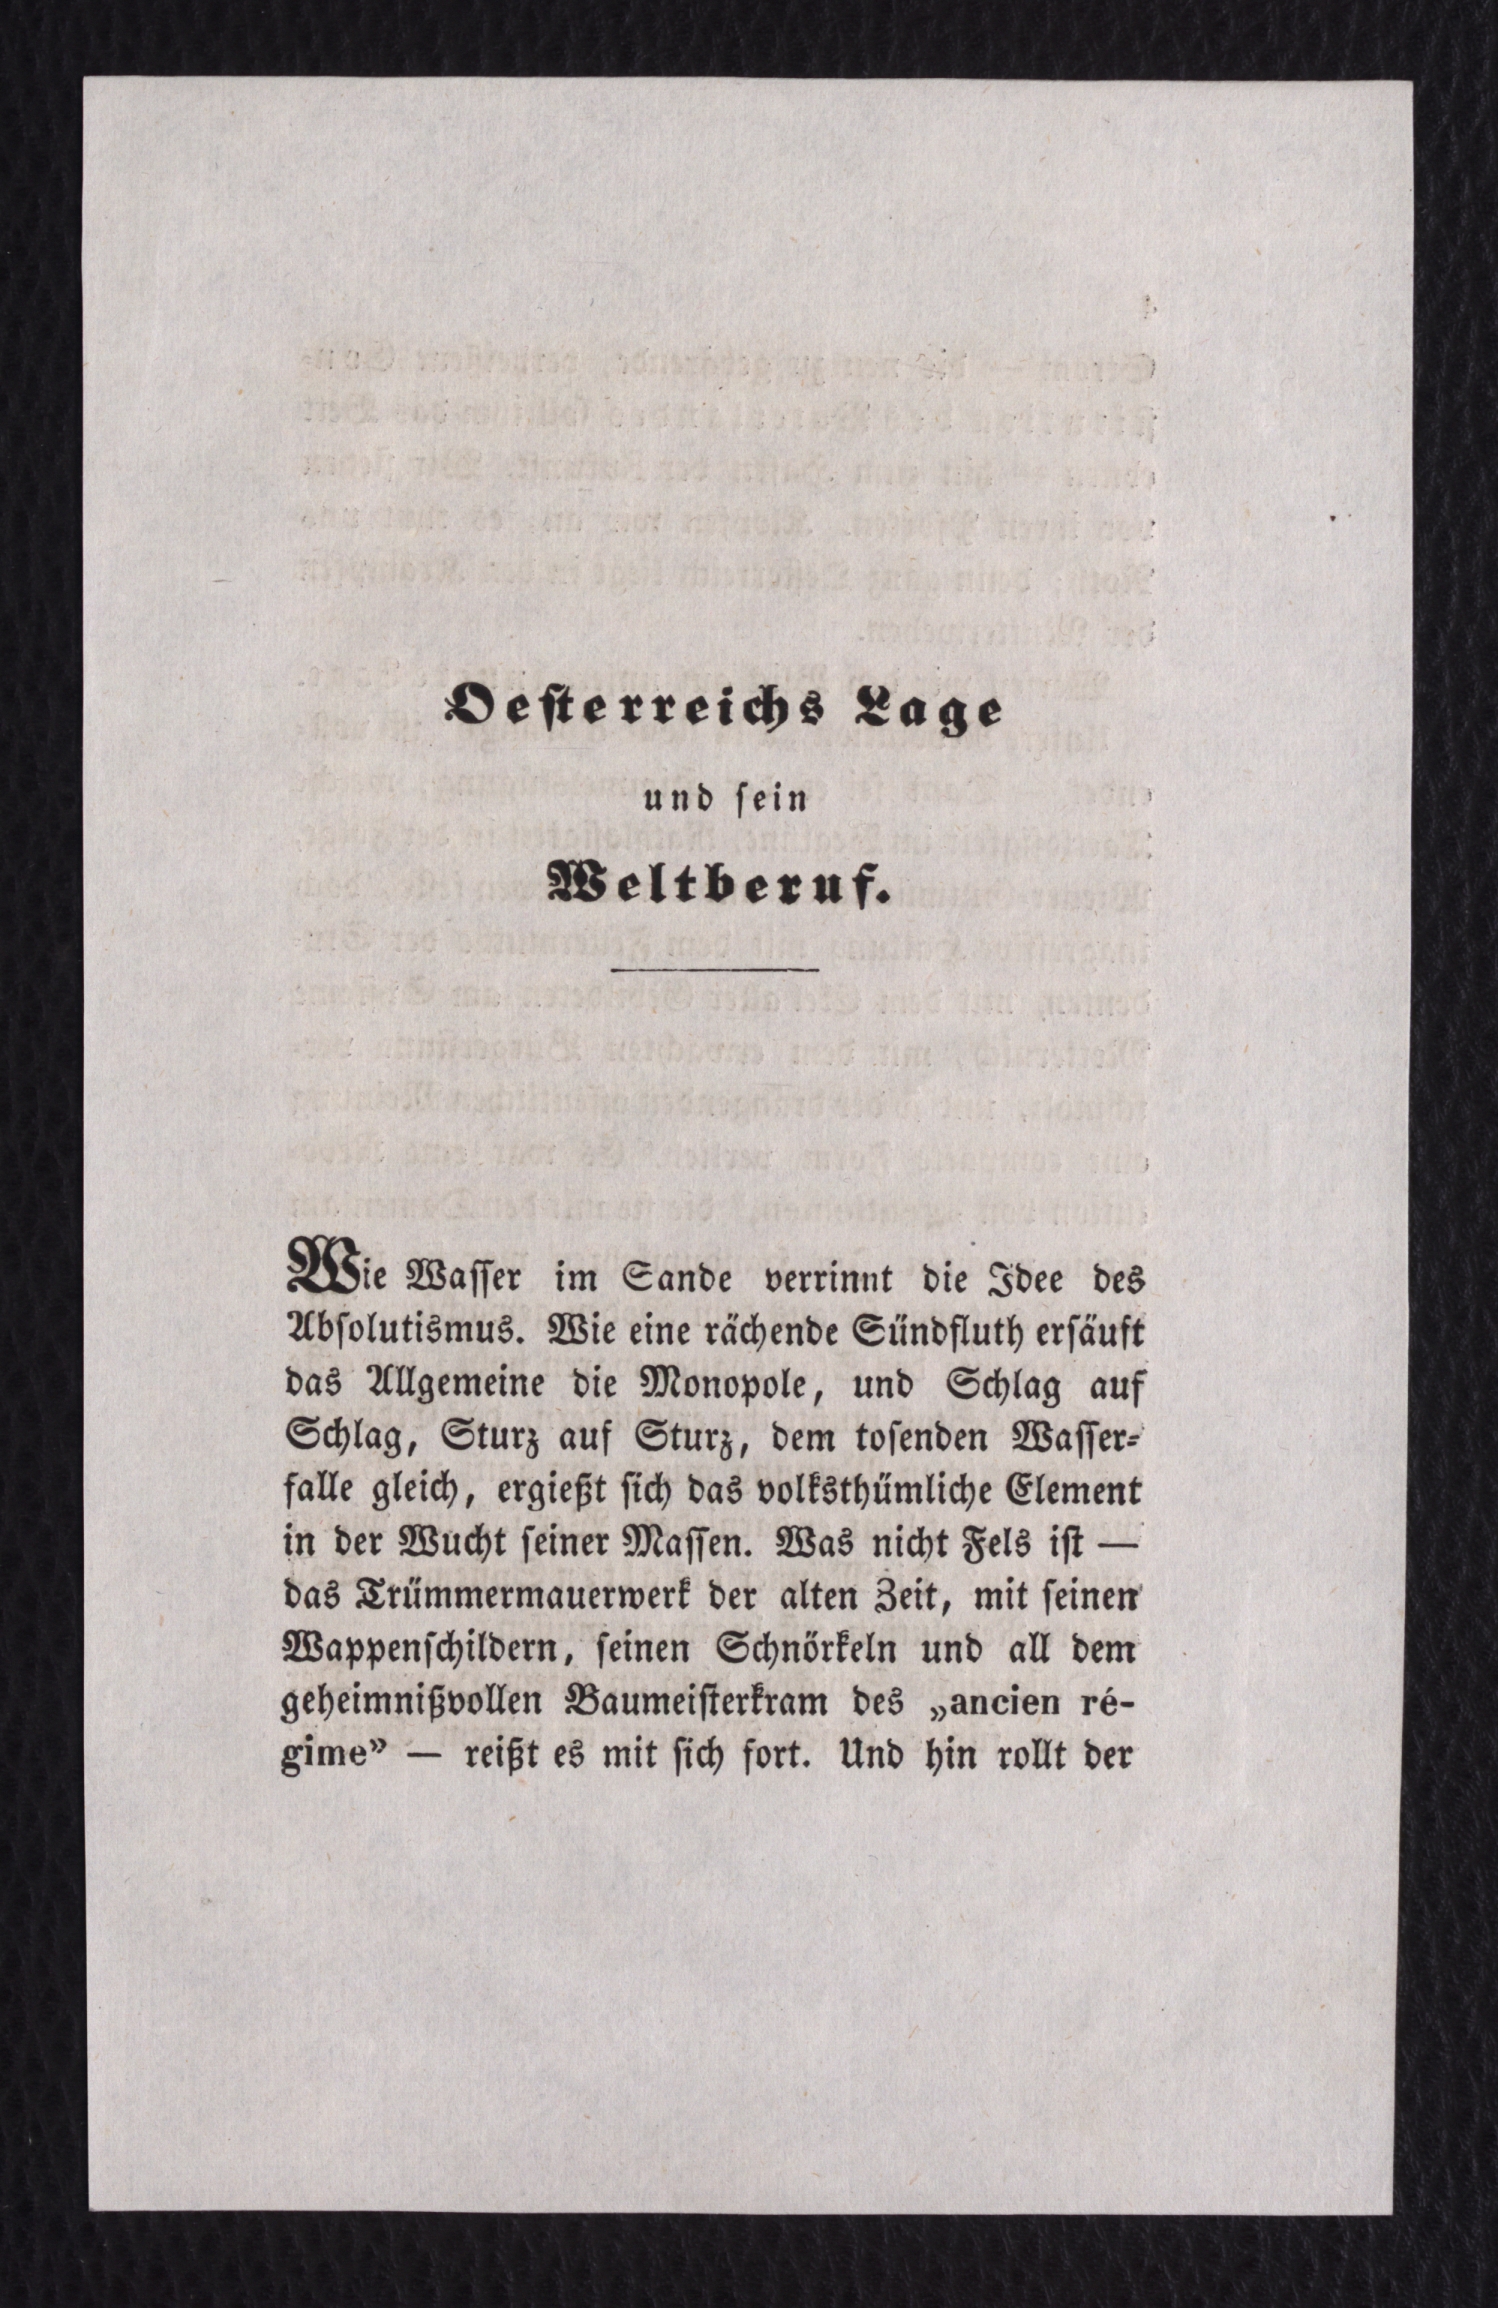 Oesterreichs Lage
und sein
Weltberuf.
Wie Wasser im Sande verrinnt die Idee des
Absolutismus. Wie eine rächende Sündfluth ersäuft
das Allgemeine die Monopole, und Schlag auf
Schlag, Sturz auf Sturz, dem tosenden Wasser-
falle gleich, ergießt sich das volksthümliche Element
in der Wucht seiner Massen. Was nicht Fels ist —
das Trümmermauerwerk der alten Zeit, mit seinen
Wappenschildern, seinen Schnörkeln und all dem
geheimnißvollen Baumeisterkram des „ancien ré-
gime” — reißt es mit sich fort. Und hin rollt der